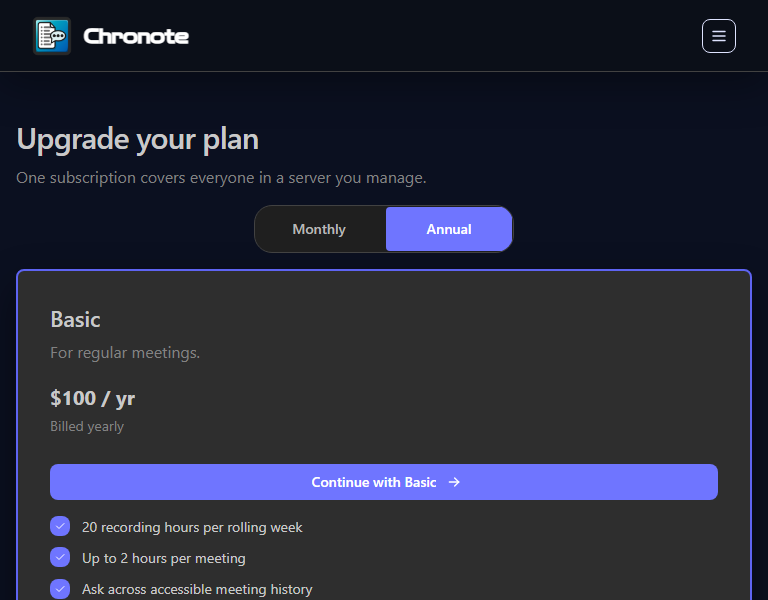 Chronote
Upgrade your plan
One subscription covers everyone in a server you manage.
Monthly
Annual
Basic
For regular meetings.
$100 / yr
Billed yearly
Continue with Basic →
20 recording hours per rolling week
Up to 2 hours per meeting
Ask across accessible meeting history